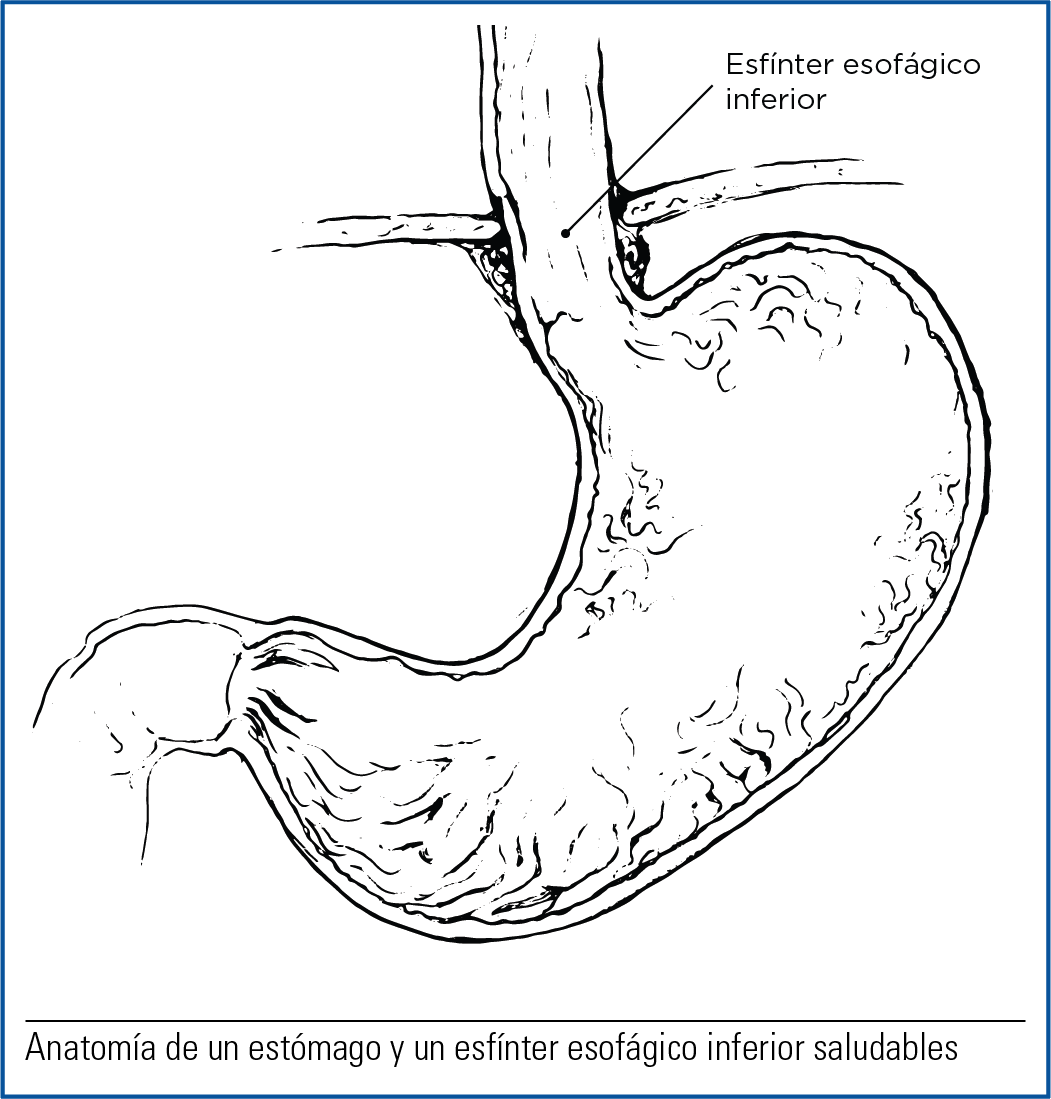 Esfínter esofágico
inferior
Anatomía de un estómago y un esfínter esofágico inferior saludables